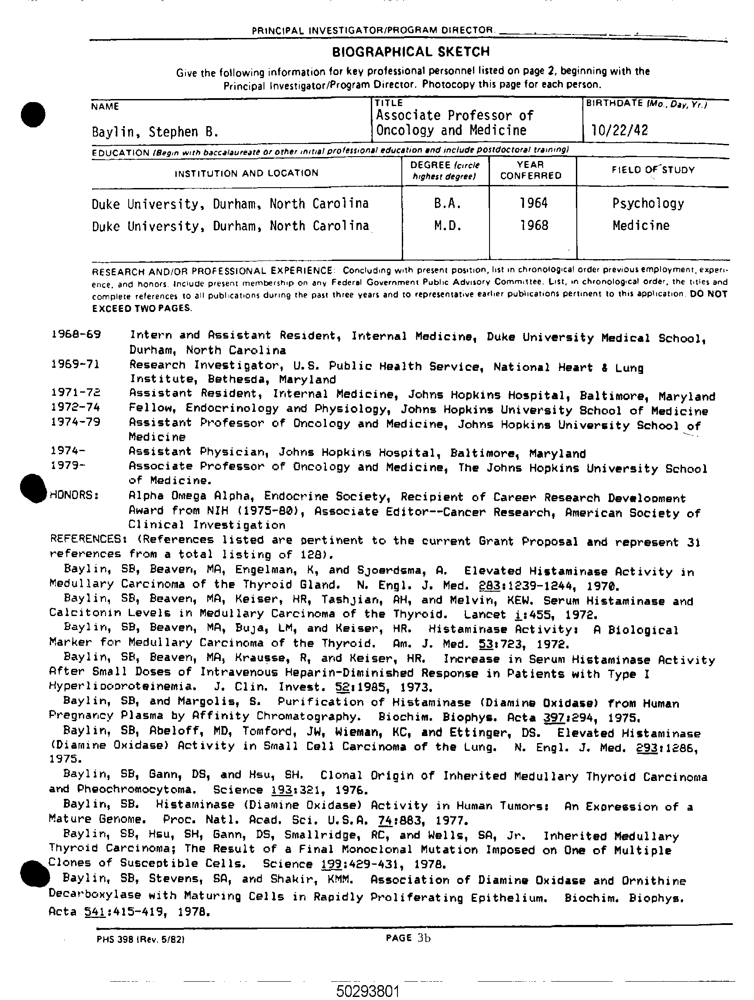 PRINCIPAL INVESTIGATOR/PROGRAM DIRECTOR
BIOGRAPHICAL SKETCH
Give the following information for key professional personnel listed on page 2, beginning with the
Principal Investigator/Program Director. Photocopy this page for each person.
NAME
TITLE
BIRTHDATE (Mo., Day, Yr.)
Baylin, Stephen B.
Associate Professor of
Oncology and Medicine
10/22/42
EDUCATION (Begin with baccalaureate or other initial professional education and include postdoctoral training)
INSTITUTION AND LOCATION
DEGREE (circle
highest degree)
YEAR
CONFERRED
FIELD OF STUDY
Duke University, Durham, North Carolina B.A. 1964 Psychology
Duke University, Durham, North Carolina M.D. 1968 Medicine
RESEARCH AND/OR PROFESSIONAL EXPERIENCE: Concluding with present position, list in chronological order previous employment, experi-
ence, and honors. Include present membership on any Federal Government Public Advisory Committee. List, in chronological order, the titles and
complete references to all publications during the past three years and to representative earlier publications pertinent to this application. DO NOT
EXCEED TWO PAGES.
1968-69 Intern and Assistant Resident, Internal Medicine, Duke University Medical School,
Durham, North Carolina
1969-71 Research Investigator, U.S. Public Health Service, National Heart & Lung
Institute, Bethesda, Maryland
1971-72 Assistant Resident, Internal Medicine, Johns Hopkins Hospital, Baltimore, Maryland
1972-74 Fellow, Endocrinology and Physiology, Johns Hopkins University School of Medicine
1974-79 Assistant Professor of Oncology and Medicine, Johns Hopkins University School of
Medicine
1974- Assistant Physician, Johns Hopkins Hospital, Baltimore, Maryland
1979- Associate Professor of Oncology and Medicine, The Johns Hopkins University School
of Medicine.
HONORS: Alpha Omega Alpha, Endocrine Society, Recipient of Career Research Development
Award from NIH (1975-80), Associate Editor--Cancer Research, American Society of
Clinical Investigation
REFERENCES: (References listed are pertinent to the current Grant Proposal and represent 31
references from a total listing of 128).
Baylin, SB, Beaven, MA, Engelman, K, and Sjoerdsma, A. Elevated Histaminase Activity in
Medullary Carcinoma of the Thyroid Gland. N. Engl. J. Med. 283:1239-1244, 1970.
Baylin, SB, Beaven, MA, Keiser, HR, Tashjian, AH, and Melvin, KEW. Serum Histaminase and
Calcitonin Levels in Medullary Carcinoma of the Thyroid. Lancet i:455, 1972.
Baylin, SB, Beaven, MA, Buja, LM, and Keiser, HR. Histaminase Activity: A Biological
Marker for Medullary Carcinoma of the Thyroid. Am. J. Med. 53:723, 1972.
Baylin, SB, Beaven, MA, Krausse, R, and Keiser, HR. Increase in Serum Histaminase Activity
After Small Doses of Intravenous Heparin-Diminished Response in Patients with Type I
Hyperlipoproteinemia. J. Clin. Invest. 52:1985, 1973.
Baylin, SB, and Margolis, S. Purification of Histaminase (Diamine Oxidase) from Human
Pregnancy Plasma by Affinity Chromatography. Biochim. Biophys. Acta 397:294, 1975.
Baylin, SB, Abeloff, MD, Tomford, JW, Wieman, KC, and Ettinger, DS. Elevated Histaminase
(Diamine Oxidase) Activity in Small Cell Carcinoma of the Lung. N. Engl. J. Med. 293:1286,
1975.
Baylin, SB, Gann, DS, and Hsu, SH. Clonal Origin of Inherited Medullary Thyroid Carcinoma
and Pheochromocytoma. Science 193:321, 1976.
Baylin, SB. Histaminase (Diamine Oxidase) Activity in Human Tumors: An Expression of a
Mature Genome. Proc. Natl. Acad. Sci. U.S.A. 74:883, 1977.
Baylin, SB, Hsu, SH, Gann, DS, Smallridge, RC, and Wells, SA, Jr. Inherited Medullary
Thyroid Carcinoma; The Result of a Final Monoclonal Mutation Imposed on One of Multiple
Clones of Susceptible Cells. Science 199:429-431, 1978.
Baylin, SB, Stevens, SA, and Shakir, KMM. Association of Diamine Oxidase and Ornithine
Decarboxylase with Maturing Cells in Rapidly Proliferating Epithelium. Biochim. Biophys.
Acta 541:415-419, 1978.
PHS 398 (Rev. 5/82)
PAGE 3b
50293801